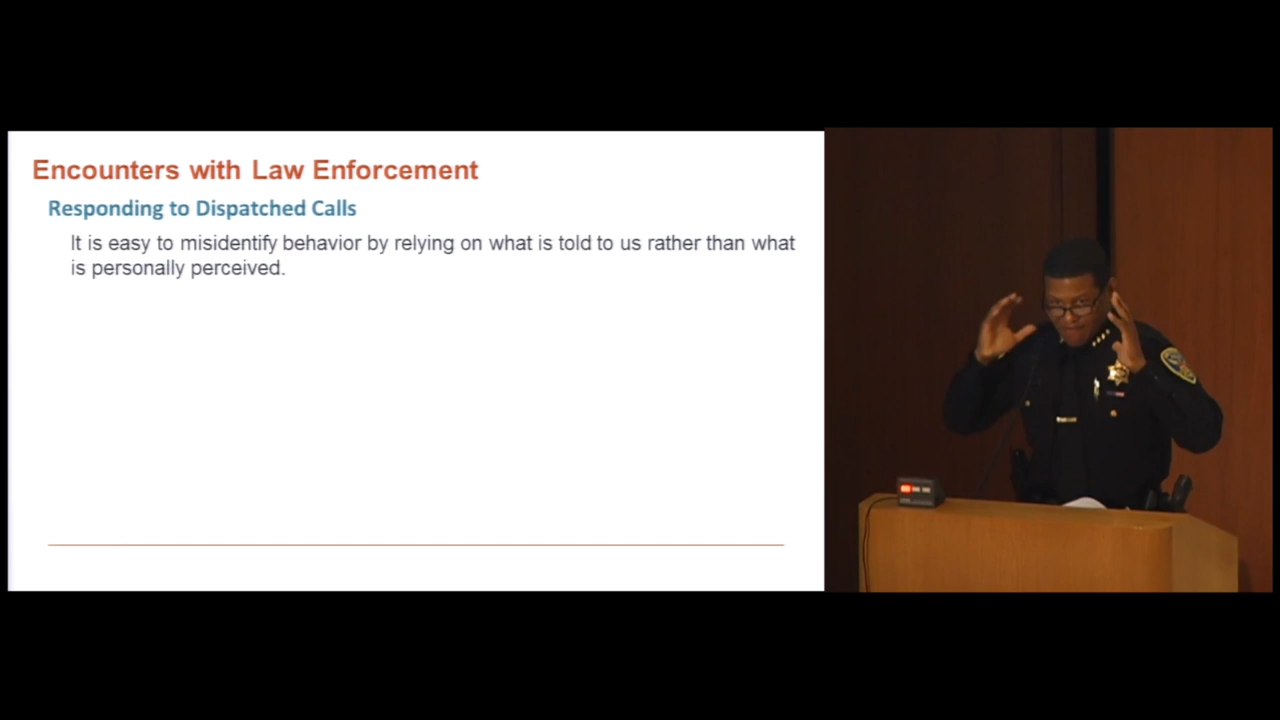 Encounters with Law Enforcement
Responding to Dispatched Calls
It is easy to misidentify behavior by relying on what is told to us rather than what
is personally perceived.